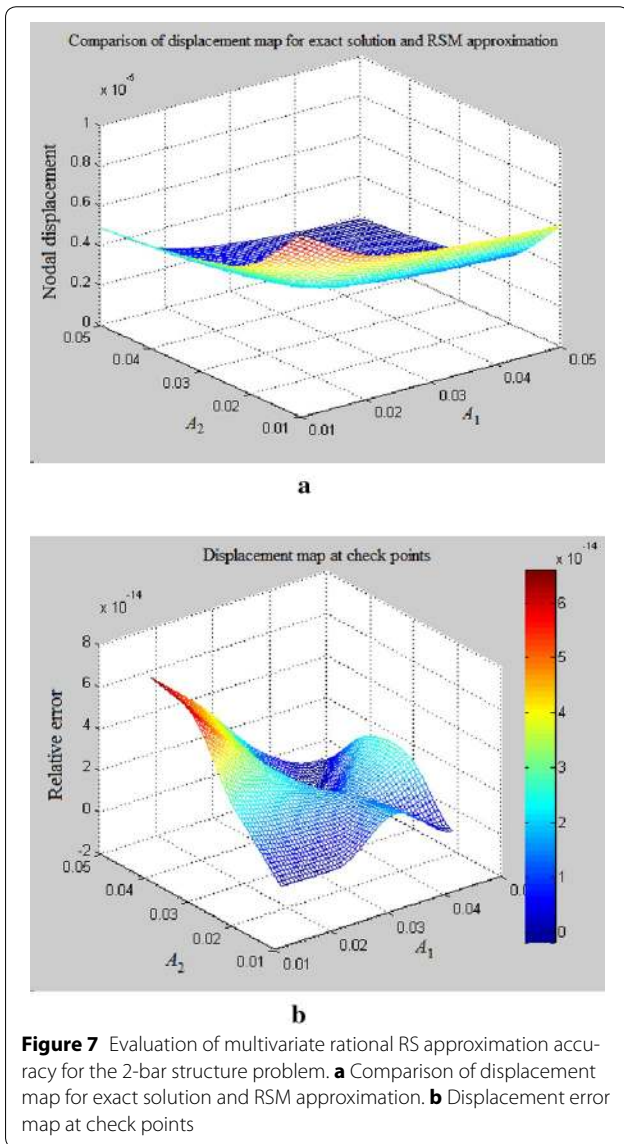 Comparison of displacement map for exact solution and RSM approximation
x 10^-6
1
0.8
0.6
0.4
0.2
0
Nodal displacement
0.05
0.04
0.03
0.02
0.01
A2
0.01
0.02
0.03
0.04
0.05
A1
a
Displacement map at check points
x 10^-14
8
6
4
2
0
-2
Relative error
0.05
0.04
0.03
0.02
0.01
A2
0.01
0.02
0.03
0.04
A1
x 10^-14
6
5
4
3
2
1
0
b
Figure 7 Evaluation of multivariate rational RS approximation accu-
racy for the 2-bar structure problem. a Comparison of displacement
map for exact solution and RSM approximation. b Displacement error
map at check points